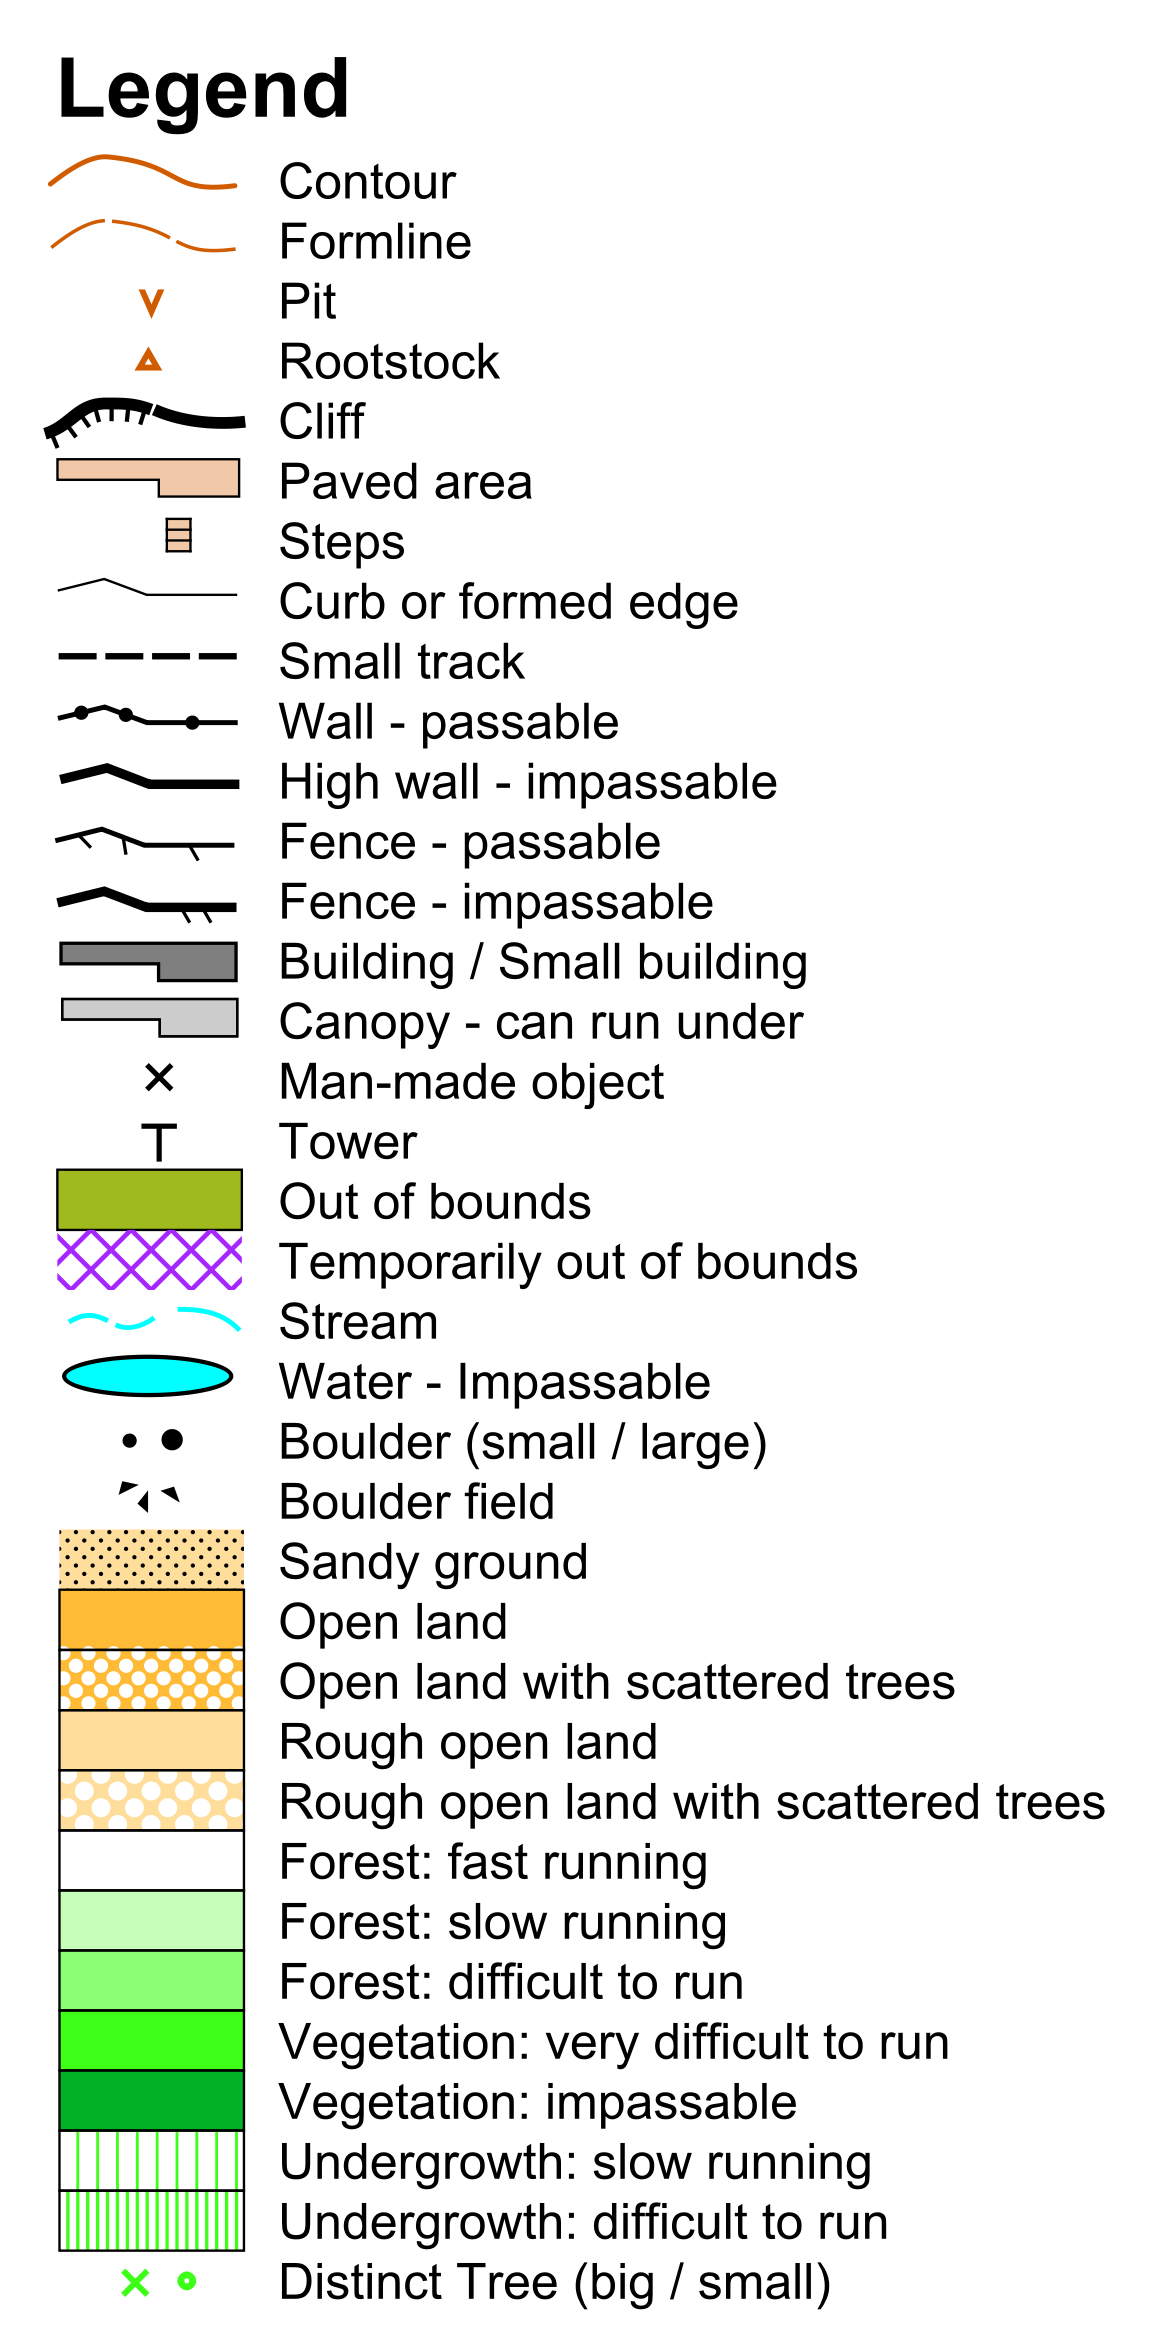 Legend
Contour
Formline
Pit
Rootstock
Cliff
Paved area
Steps
Curb or formed edge
Small track
Wall - passable
High wall - impassable
Fence - passable
Fence - impassable
Building / Small building
Canopy - can run under
Man-made object
Tower
Out of bounds
Temporarily out of bounds
Stream
Water - Impassable
Boulder (small / large)
Boulder field
Sandy ground
Open land
Open land with scattered trees
Rough open land
Rough open land with scattered trees
Forest: fast running
Forest: slow running
Forest: difficult to run
Vegetation: very difficult to run
Vegetation: impassable
Undergrowth: slow running
Undergrowth: difficult to run
Distinct Tree (big / small)